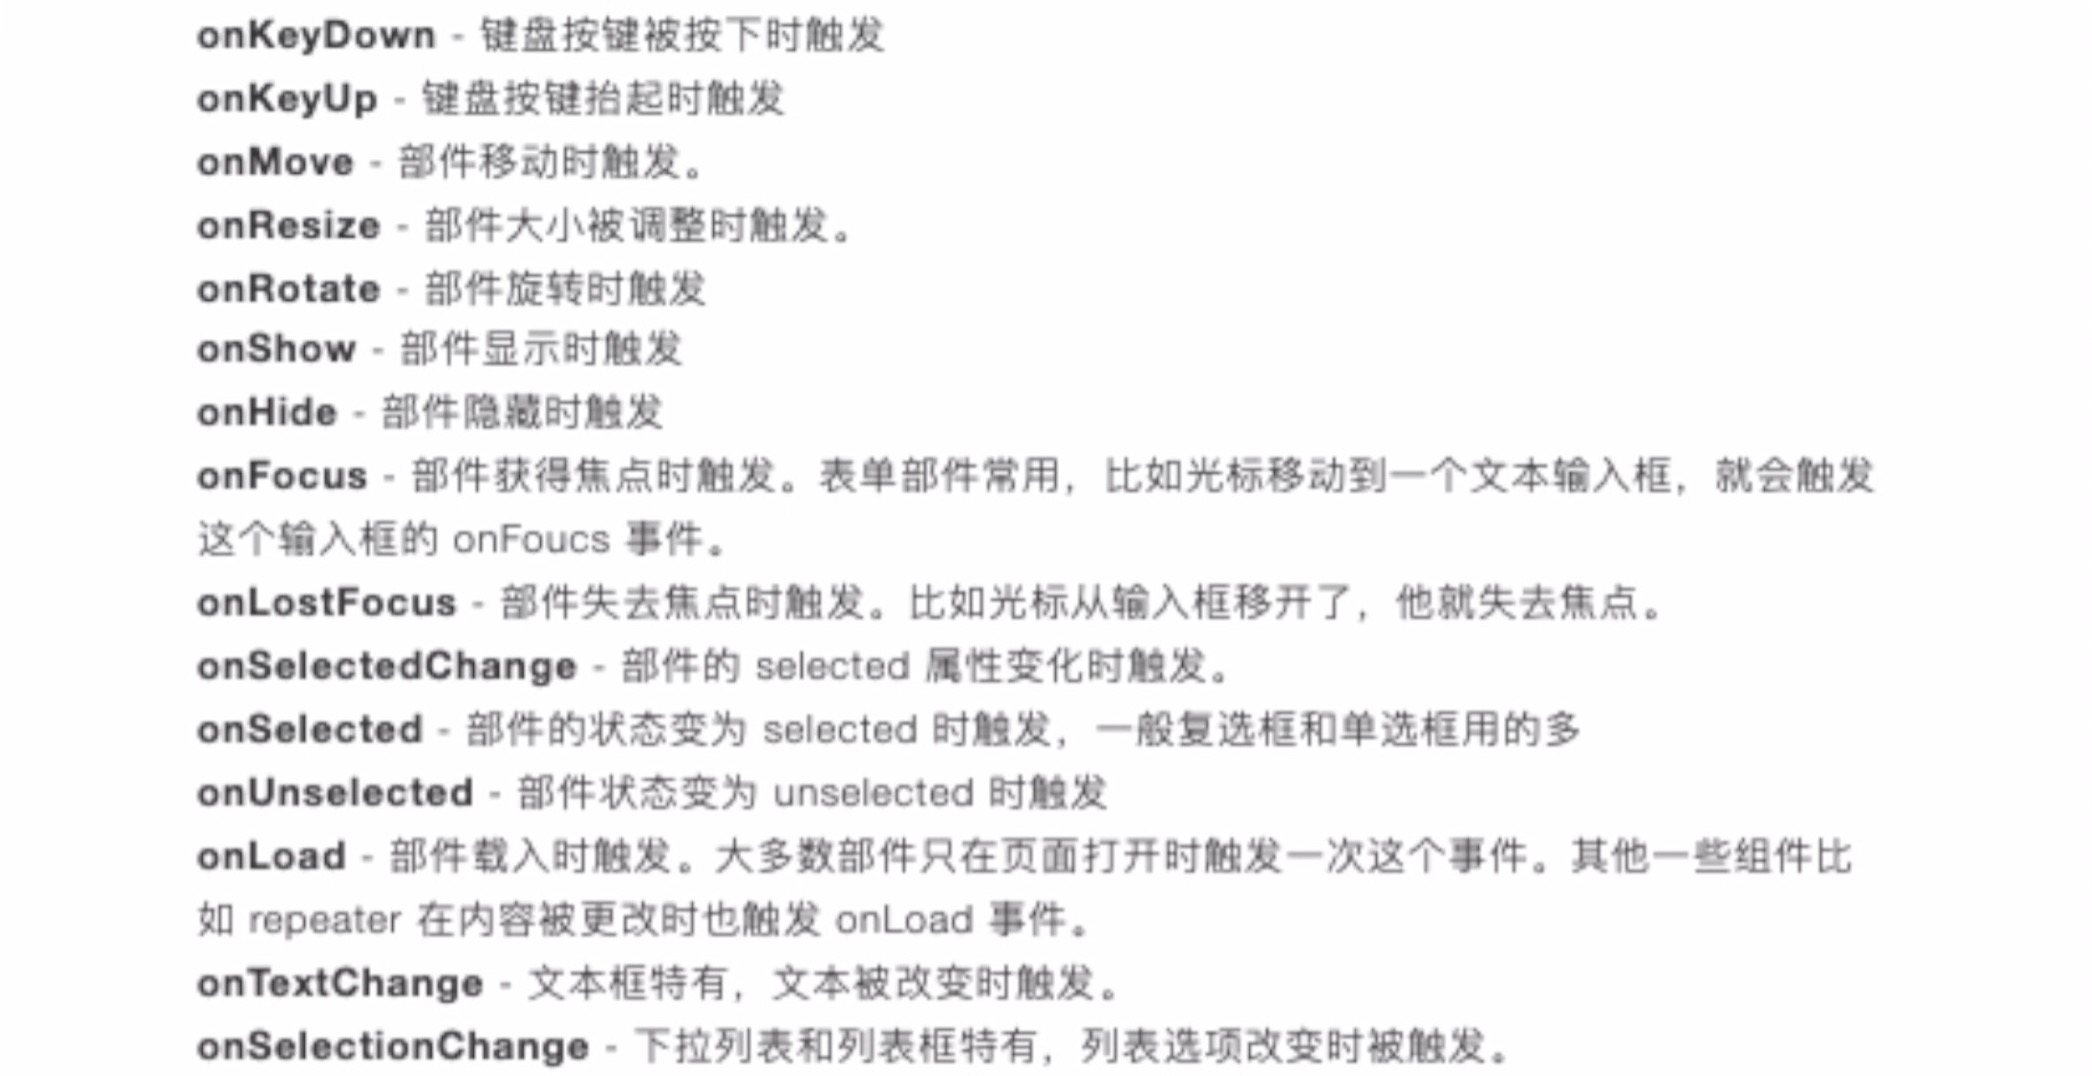 onKeyDown - 键盘按键被按下时触发
onKeyUp - 键盘按键抬起时触发
onMove - 部件移动时触发。
onResize - 部件大小被调整时触发。
onRotate - 部件旋转时触发
onShow - 部件显示时触发
onHide - 部件隐藏时触发
onFocus - 部件获得焦点时触发。表单部件常用，比如光标移动到一个文本输入框，就会触发
这个输入框的 onFoucs 事件。
onLostFocus - 部件失去焦点时触发。比如光标从输入框移开了，他就失去焦点。
onSelectedChange - 部件的 selected 属性变化时触发。
onSelected - 部件的状态变为 selected 时触发，一般复选框和单选框用的多
onUnselected - 部件状态变为 unselected 时触发
onLoad - 部件载入时触发。大多数部件只在页面打开时触发一次这个事件。其他一些组件比
如 repeater 在内容被更改时也触发 onLoad 事件。
onTextChange - 文本框特有，文本被改变时触发。
onSelectionChange - 下拉列表和列表框特有，列表选项改变时被触发。